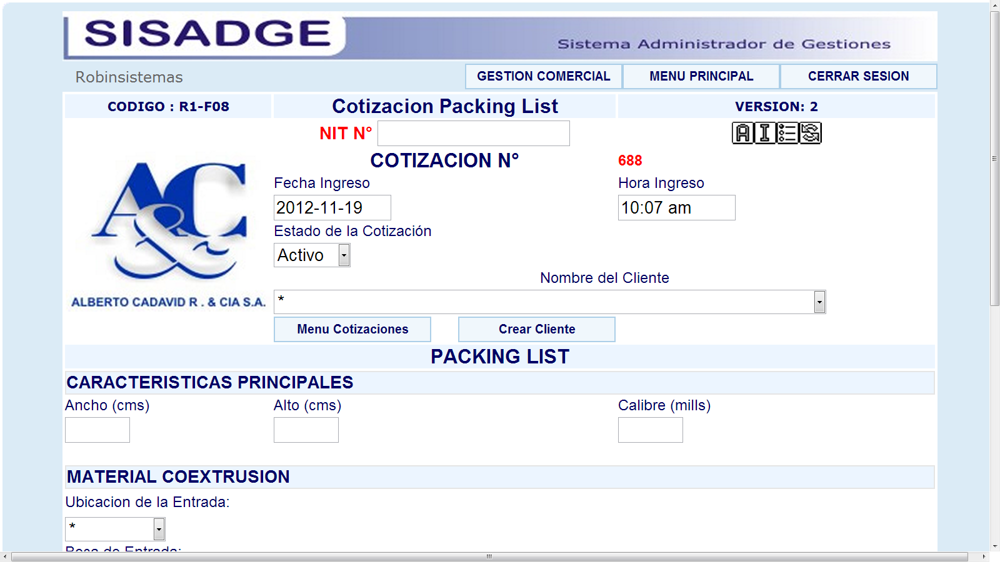 SISADGE
Sistema Administrador de Gestiones
Robinsistemas
GESTION COMERCIAL MENU PRINCIPAL CERRAR SESION
CODIGO : R1-F08 Cotizacion Packing List VERSION: 2
NIT N°
A I
COTIZACION N° 688
Fecha Ingreso Hora Ingreso
2012-11-19 10:07 am
Estado de la Cotización
Activo
A&C
Nombre del Cliente
*
ALBERTO CADAVID R . & CIA S.A.
Menu Cotizaciones Crear Cliente
PACKING LIST
CARACTERISTICAS PRINCIPALES
Ancho (cms) Alto (cms) Calibre (mills)
MATERIAL COEXTRUSION
Ubicacion de la Entrada:
*